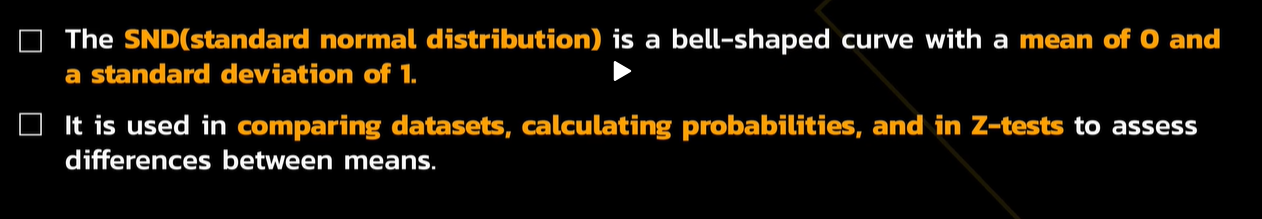 The SND(standard normal distribution) is a bell-shaped curve with a mean of 0 and
a standard deviation of 1.
It is used in comparing datasets, calculating probabilities, and in Z-tests to assess
differences between means.